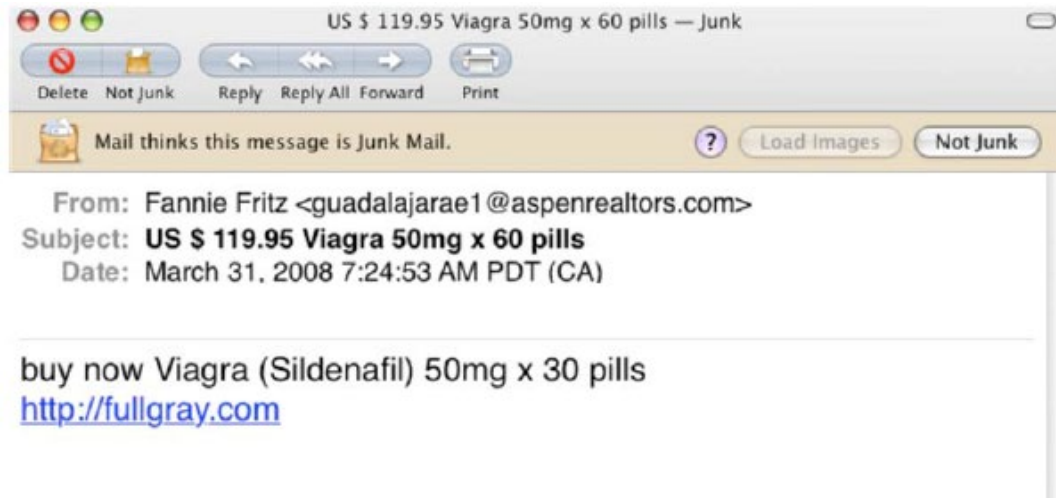 US $ 119.95 Viagra 50mg x 60 pills — Junk
Delete Not Junk Reply Reply All Forward Print
Mail thinks this message is Junk Mail. ? Load Images Not Junk
From: Fannie Fritz <guadalajarae1@aspenrealtors.com>
Subject: US $ 119.95 Viagra 50mg x 60 pills
Date: March 31, 2008 7:24:53 AM PDT (CA)
buy now Viagra (Sildenafil) 50mg x 30 pills
http://fullgray.com